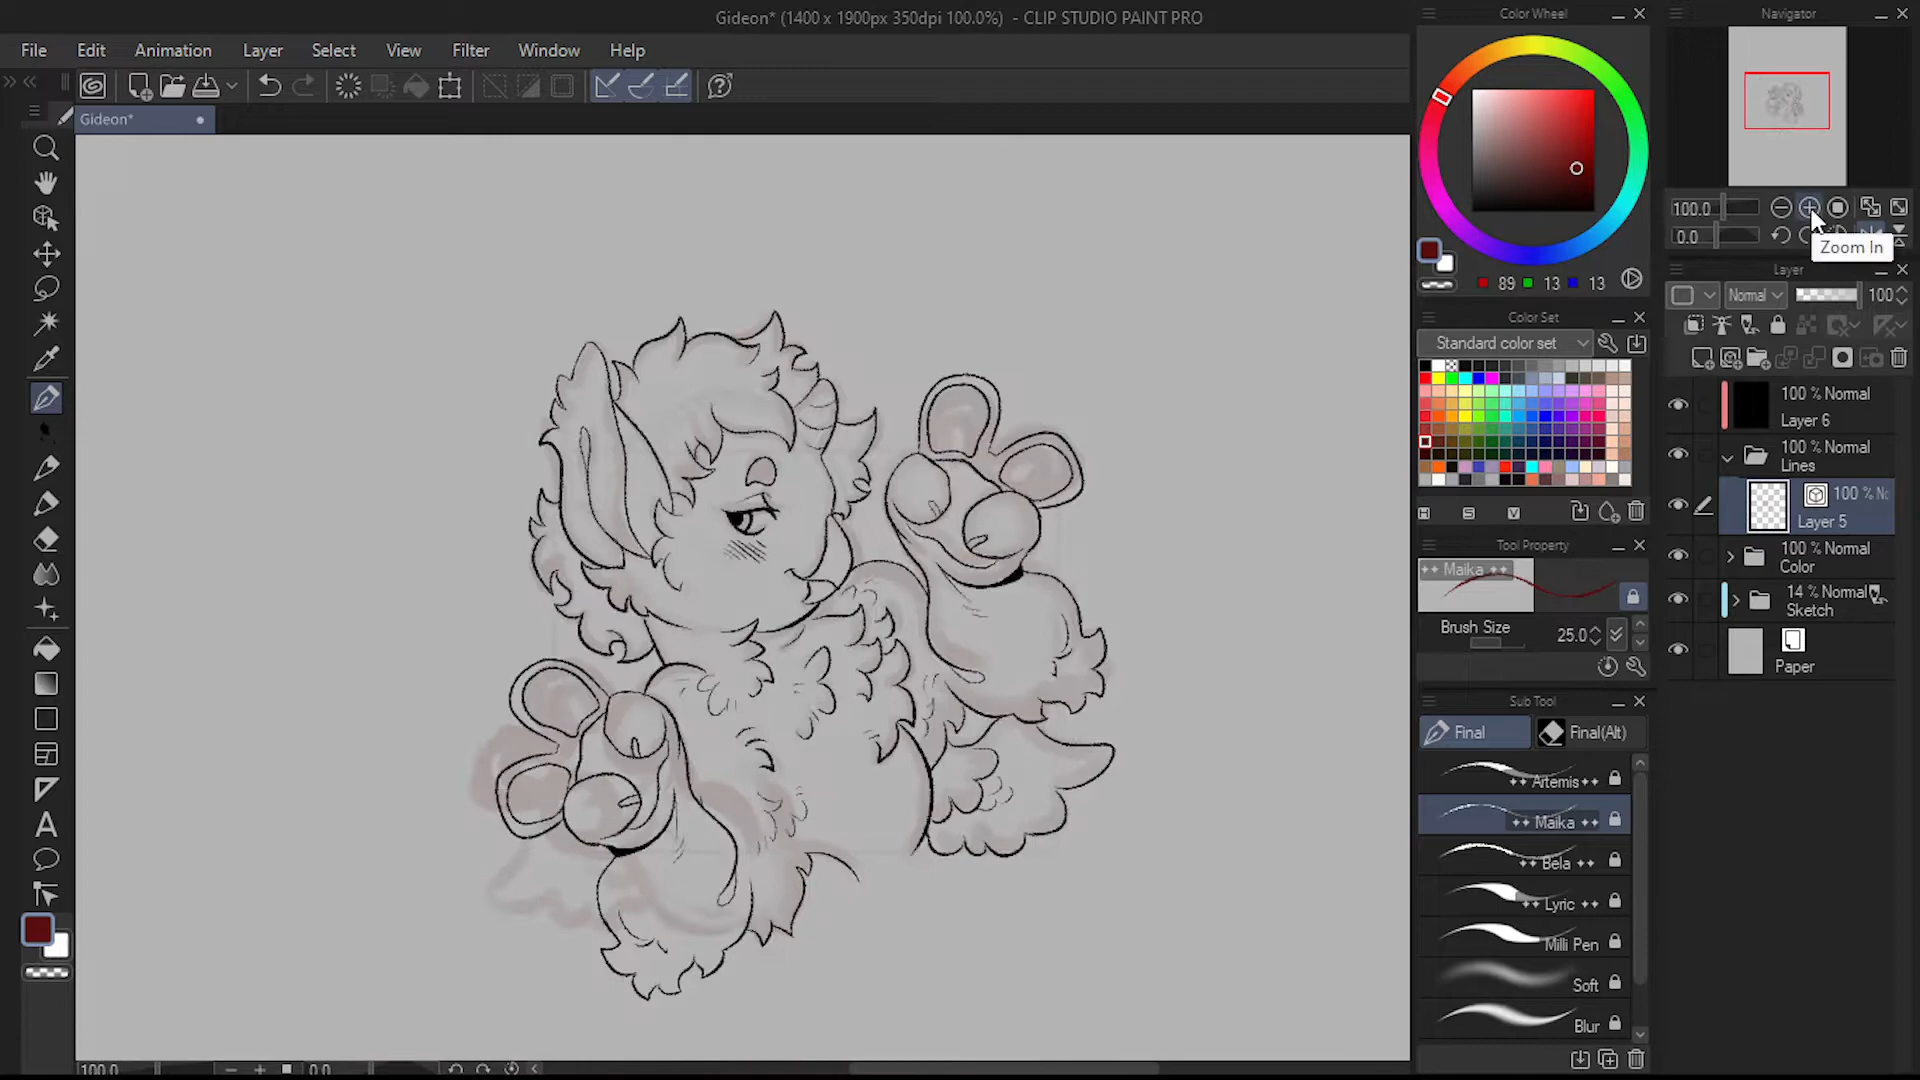 Gideon* (1400 x 1900px 350dpi 100.0%) - CLIP STUDIO PAINT PRO
File Edit Animation Layer Select View Filter Window Help
Gideon*
100.0 0.0
Color Wheel
89 13 13
Color Set
Standard color set
H S V
Tool Property
++ Maika ++
Brush Size 25.0
Sub Tool
Final Final(Alt)
++ Artemis++
++ Maika ++
++ Bela ++
++Lyric ++
Milli Pen
Soft
Blur
Navigator
100.0
0.0
Zoom In
Layer
Normal 100
100 % Normal
Layer 6
100 % Normal
Lines
100 % No
Layer 5
100 % Normal
Color
14 % Normal
Sketch
Paper